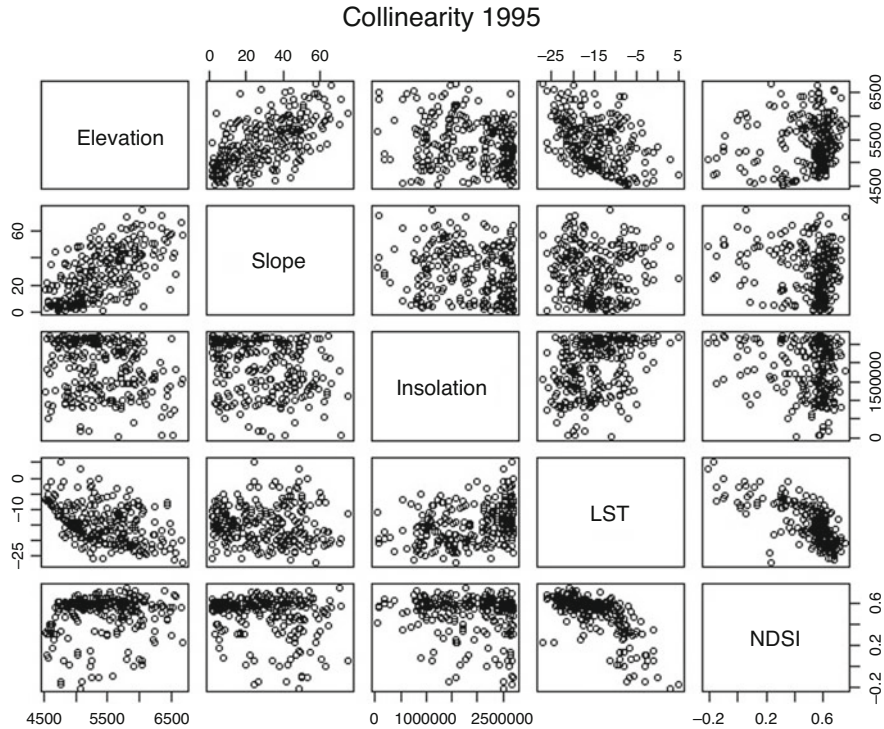 Collinearity 1995
0 20 40 60
−25 −15 −5 5
Elevation
4500 5500 6500
0 20 60
Slope
Insolation
0 1500000
−25 −10 0
LST
NDSI
−0.2 0.2 0.6
4500 5500 6500
0 1000000 2500000
−0.2 0.2 0.6